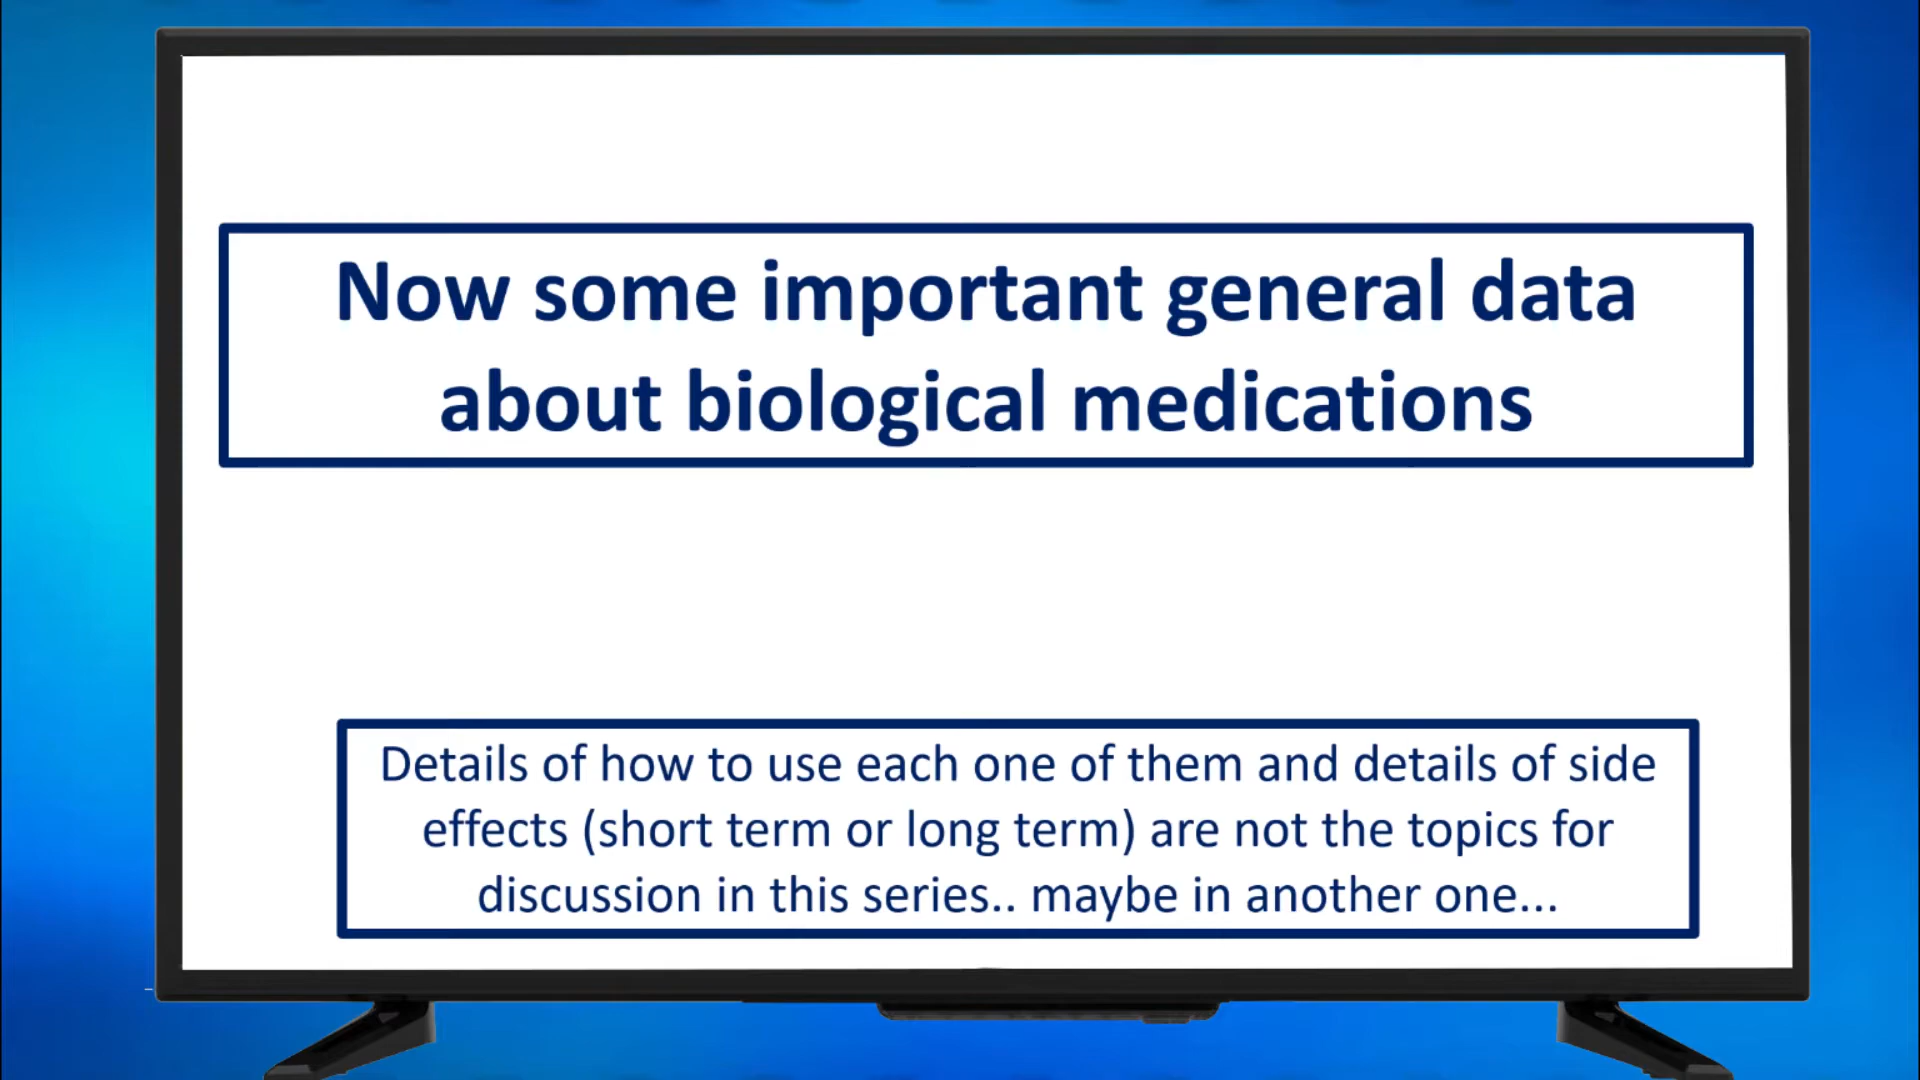 Now some important general data
about biological medications
Details of how to use each one of them and details of side
effects (short term or long term) are not the topics for
discussion in this series.. maybe in another one...